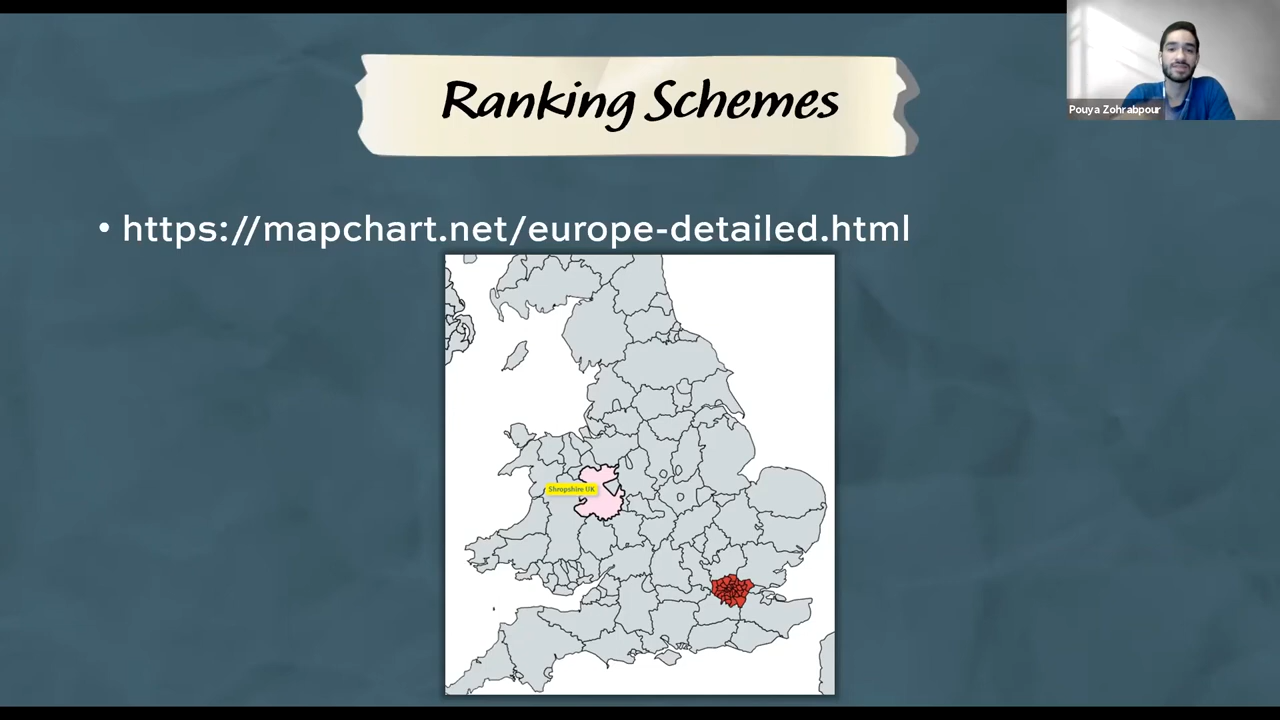 Ranking Schemes
Pouya Zohrabpour
• https://mapchart.net/europe-detailed.html
Shropshire UK